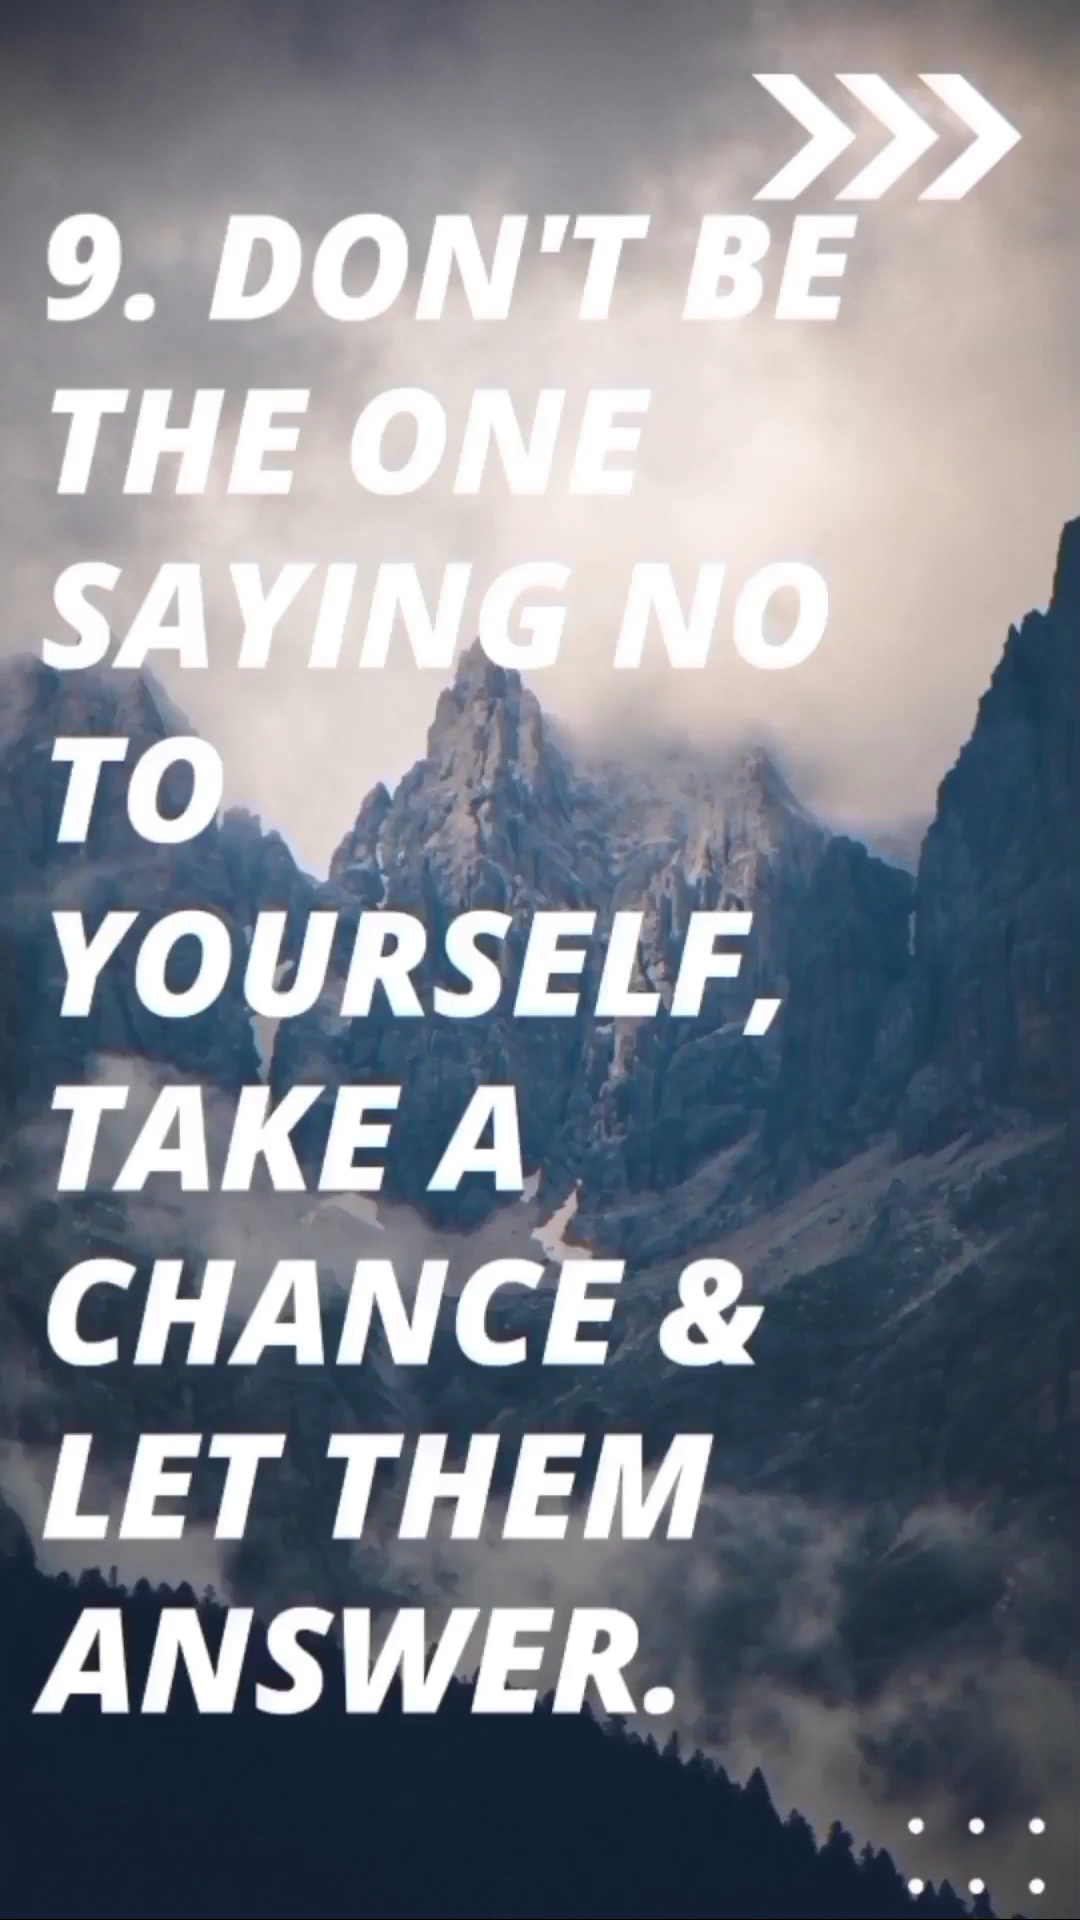 9. DON'T BE
THE ONE
SAYING NO
TO
YOURSELF,
TAKE A
CHANCE &
LET THEM
ANSWER.